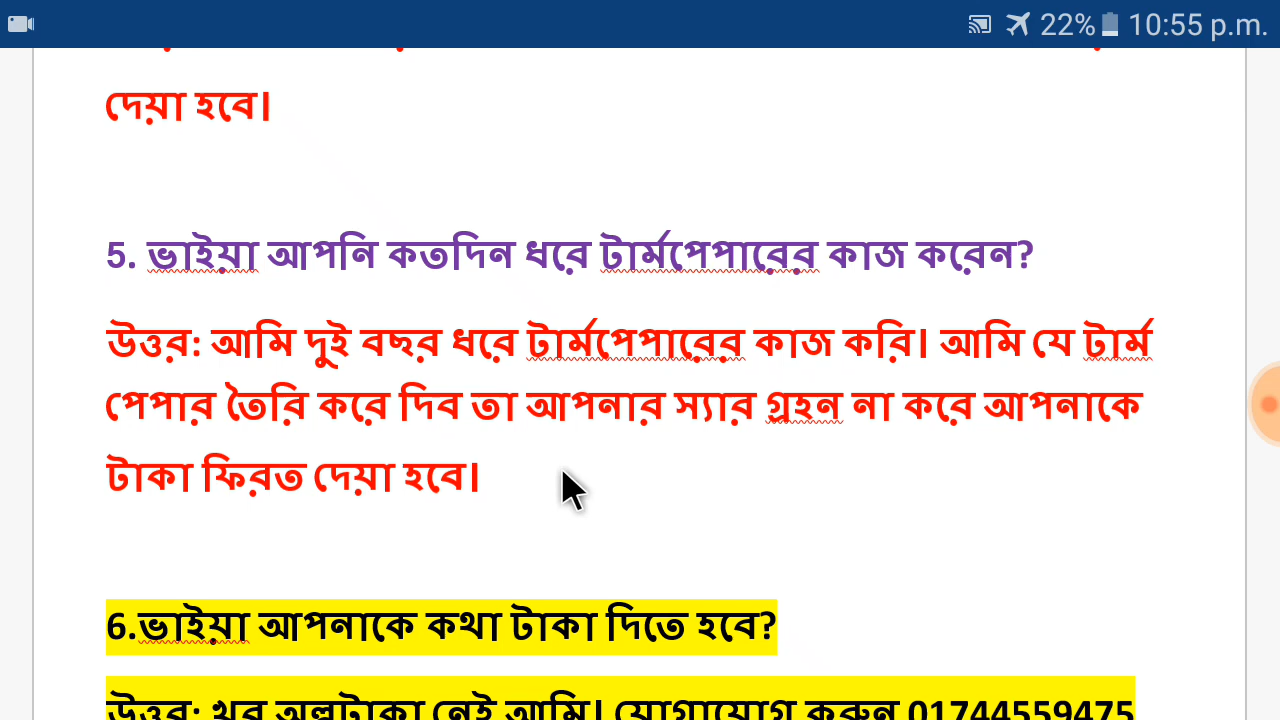 22% 10:55 p.m.
দেয়া হবে।
5. ভাইয়া আপনি কতদিন ধরে টার্মপেপারের কাজ করেন?
উত্তর: আমি দুই বছর ধরে টার্মপেপারের কাজ করি। আমি যে টার্ম
পেপার তৈরি করে দিব তা আপনার স্যার গ্রহন না করে আপনাকে
টাকা ফিরত দেয়া হবে।
6.ভাইয়া আপনাকে কথা টাকা দিতে হবে?
উত্তর: খুব অল্পটাকা নেই আমি। যোগাযোগ করুন 01744559475